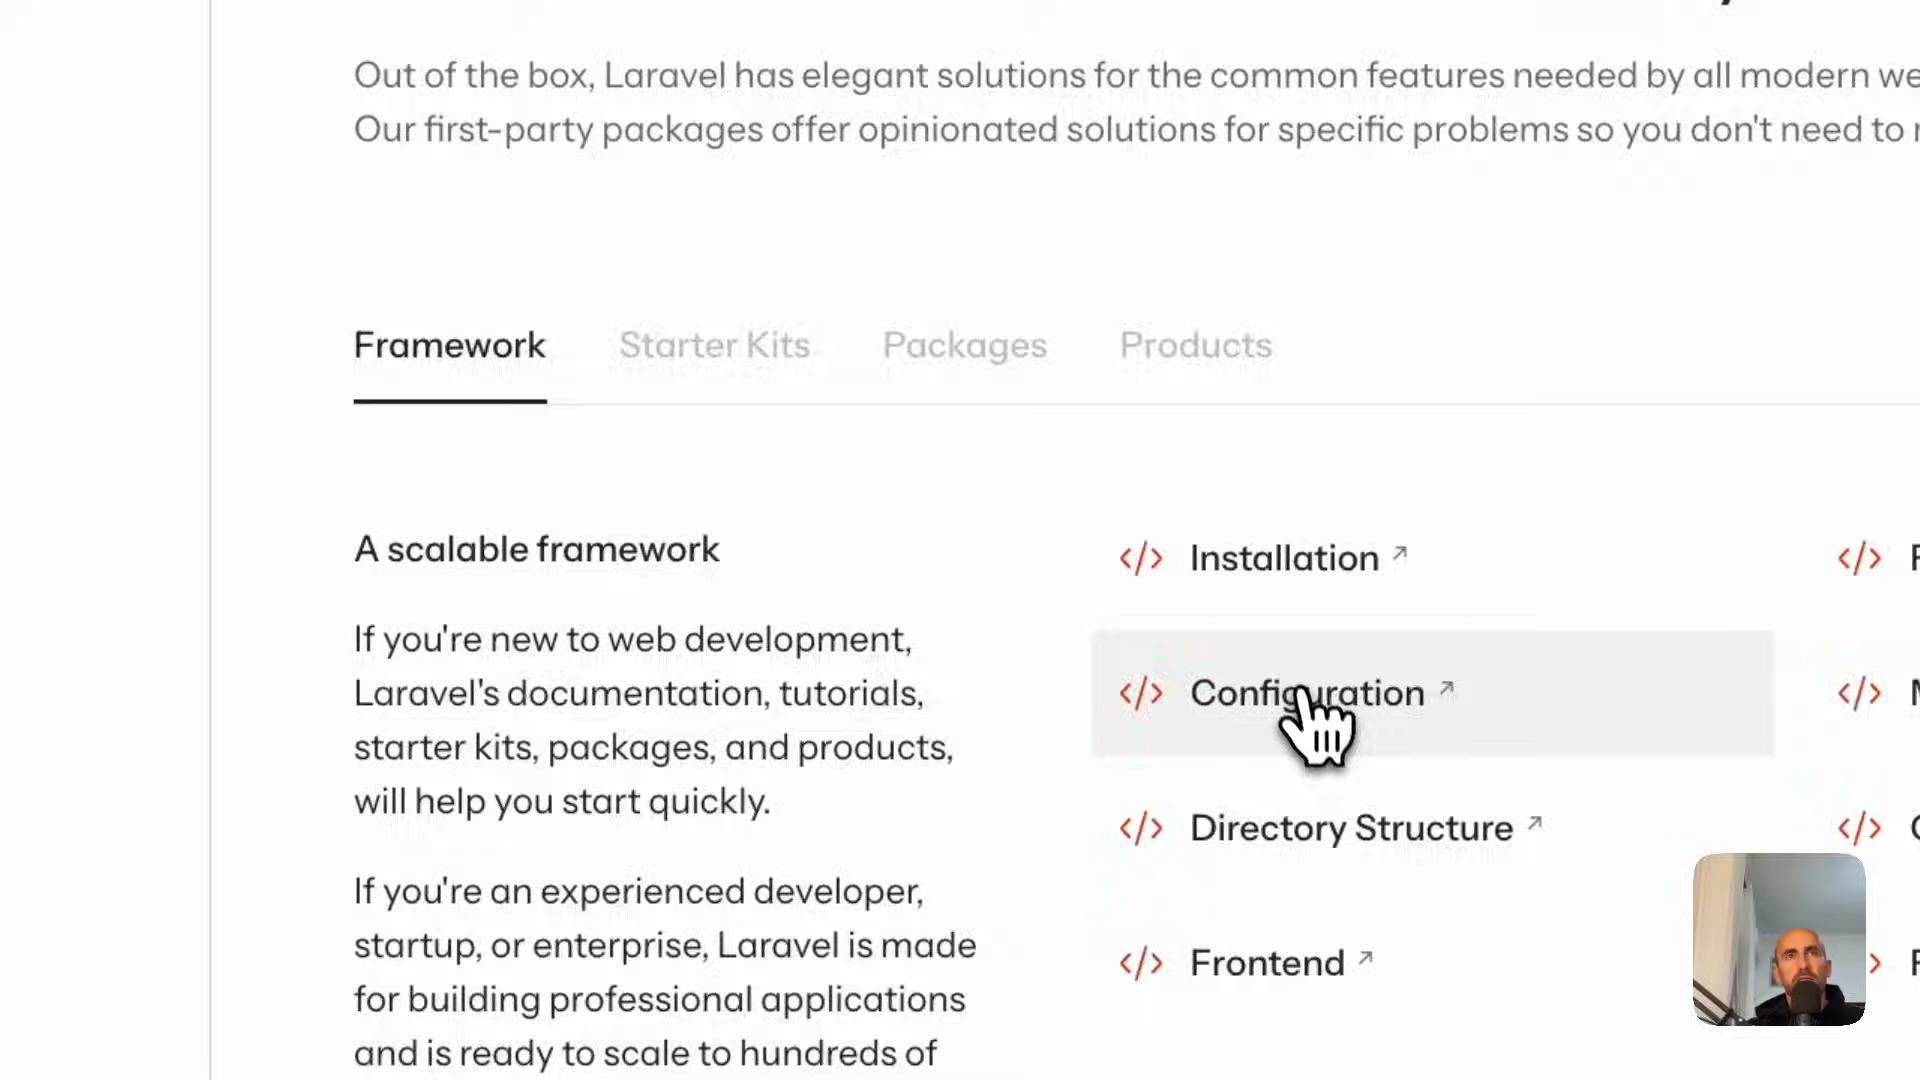 Out of the box, Laravel has elegant solutions for the common features needed by all modern we
Our first-party packages offer opinionated solutions for specific problems so you don't need to
Framework Starter Kits Packages Products
A scalable framework
If you're new to web development,
Laravel's documentation, tutorials,
starter kits, packages, and products,
will help you start quickly.
If you're an experienced developer,
startup, or enterprise, Laravel is made
for building professional applications
and is ready to scale to hundreds of
</> Installation ↗
</> Configuration ↗
</> Directory Structure ↗
</> Frontend ↗
</>
</>
</>